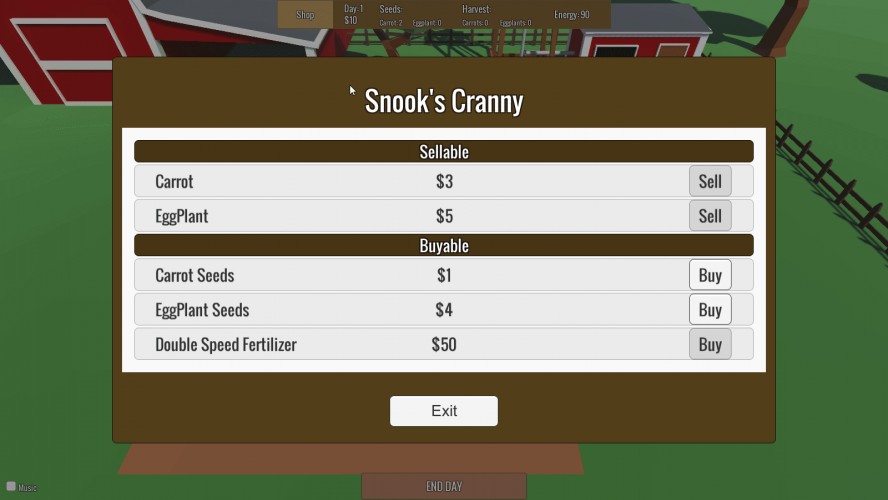 Shop
Day: 1
$10
Seeds:
Carrot: 2 Eggplant: 0
Harvest:
Carrots: 0 Eggplants: 0
Energy: 90
Snook's Cranny
Sellable
Carrot $3 Sell
EggPlant $5 Sell
Buyable
Carrot Seeds $1 Buy
EggPlant Seeds $4 Buy
Double Speed Fertilizer $50 Buy
Exit
Music
END DAY